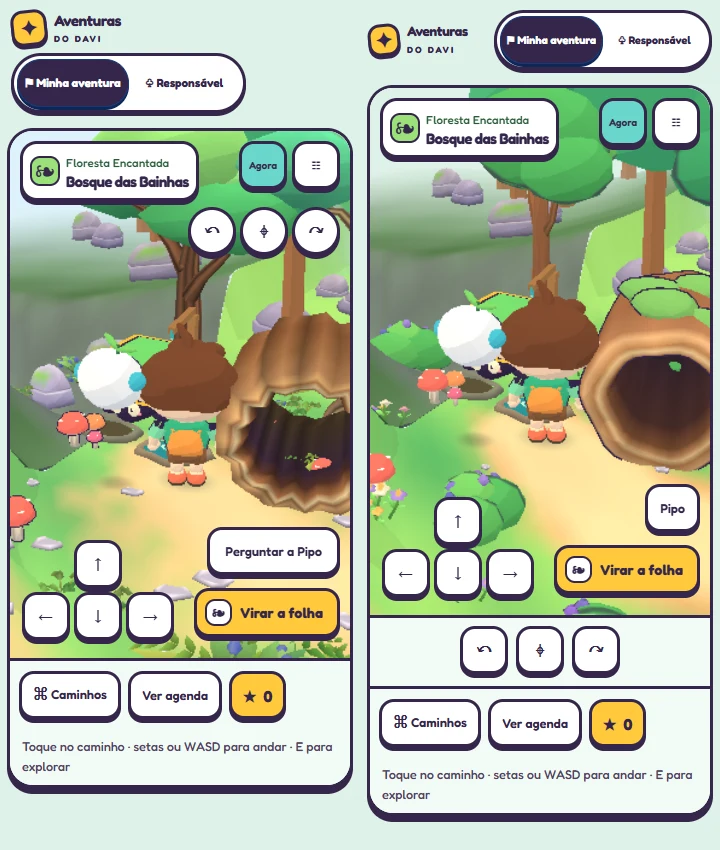 Aventuras
DO DAVI
Minha aventura
Responsável
Floresta Encantada
Bosque das Bainhas
Agora
Perguntar a Pipo
Virar a folha
Caminhos
Ver agenda
★ 0
Toque no caminho · setas ou WASD para andar · E para
explorar
Aventuras
DO DAVI
Minha aventura
Responsável
Floresta Encantada
Bosque das Bainhas
Agora
Pipo
Virar a folha
Caminhos
Ver agenda
★ 0
Toque no caminho · setas ou WASD para andar · E para
explorar